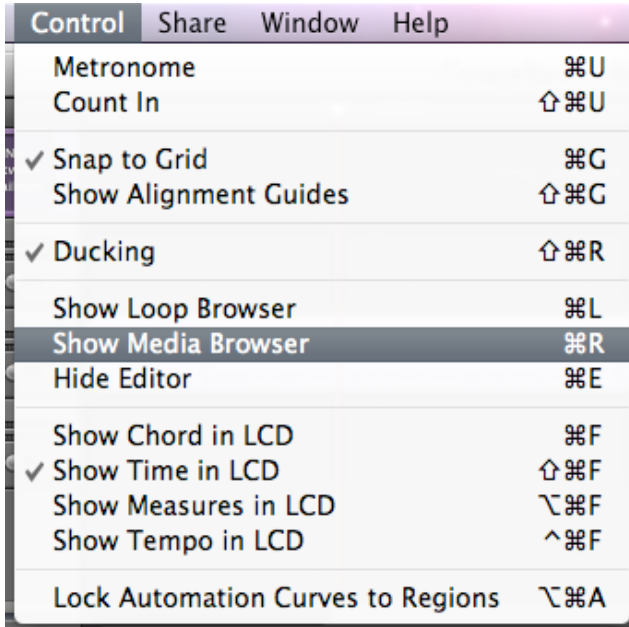 Control Share Window Help
Metronome ⌘U
Count In ⇧⌘U
✓ Snap to Grid ⌘G
Show Alignment Guides ⇧⌘G
✓ Ducking ⇧⌘R
Show Loop Browser ⌘L
Show Media Browser ⌘R
Hide Editor ⌘E
Show Chord in LCD ⌘F
✓ Show Time in LCD ⇧⌘F
Show Measures in LCD ⌥⌘F
Show Tempo in LCD ^⌘F
Lock Automation Curves to Regions ⌥⌘A